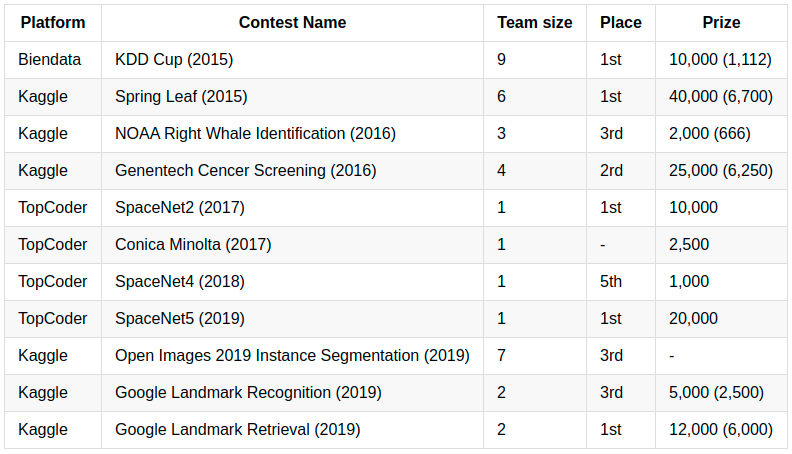 Platform Contest Name Team size Place Prize
Biendata KDD Cup (2015) 9 1st 10,000 (1,112)
Kaggle Spring Leaf (2015) 6 1st 40,000 (6,700)
Kaggle NOAA Right Whale Identification (2016) 3 3rd 2,000 (666)
Kaggle Genentech Cencer Screening (2016) 4 2rd 25,000 (6,250)
TopCoder SpaceNet2 (2017) 1 1st 10,000
TopCoder Conica Minolta (2017) 1 - 2,500
TopCoder SpaceNet4 (2018) 1 5th 1,000
TopCoder SpaceNet5 (2019) 1 1st 20,000
Kaggle Open Images 2019 Instance Segmentation (2019) 7 3rd -
Kaggle Google Landmark Recognition (2019) 2 3rd 5,000 (2,500)
Kaggle Google Landmark Retrieval (2019) 2 1st 12,000 (6,000)